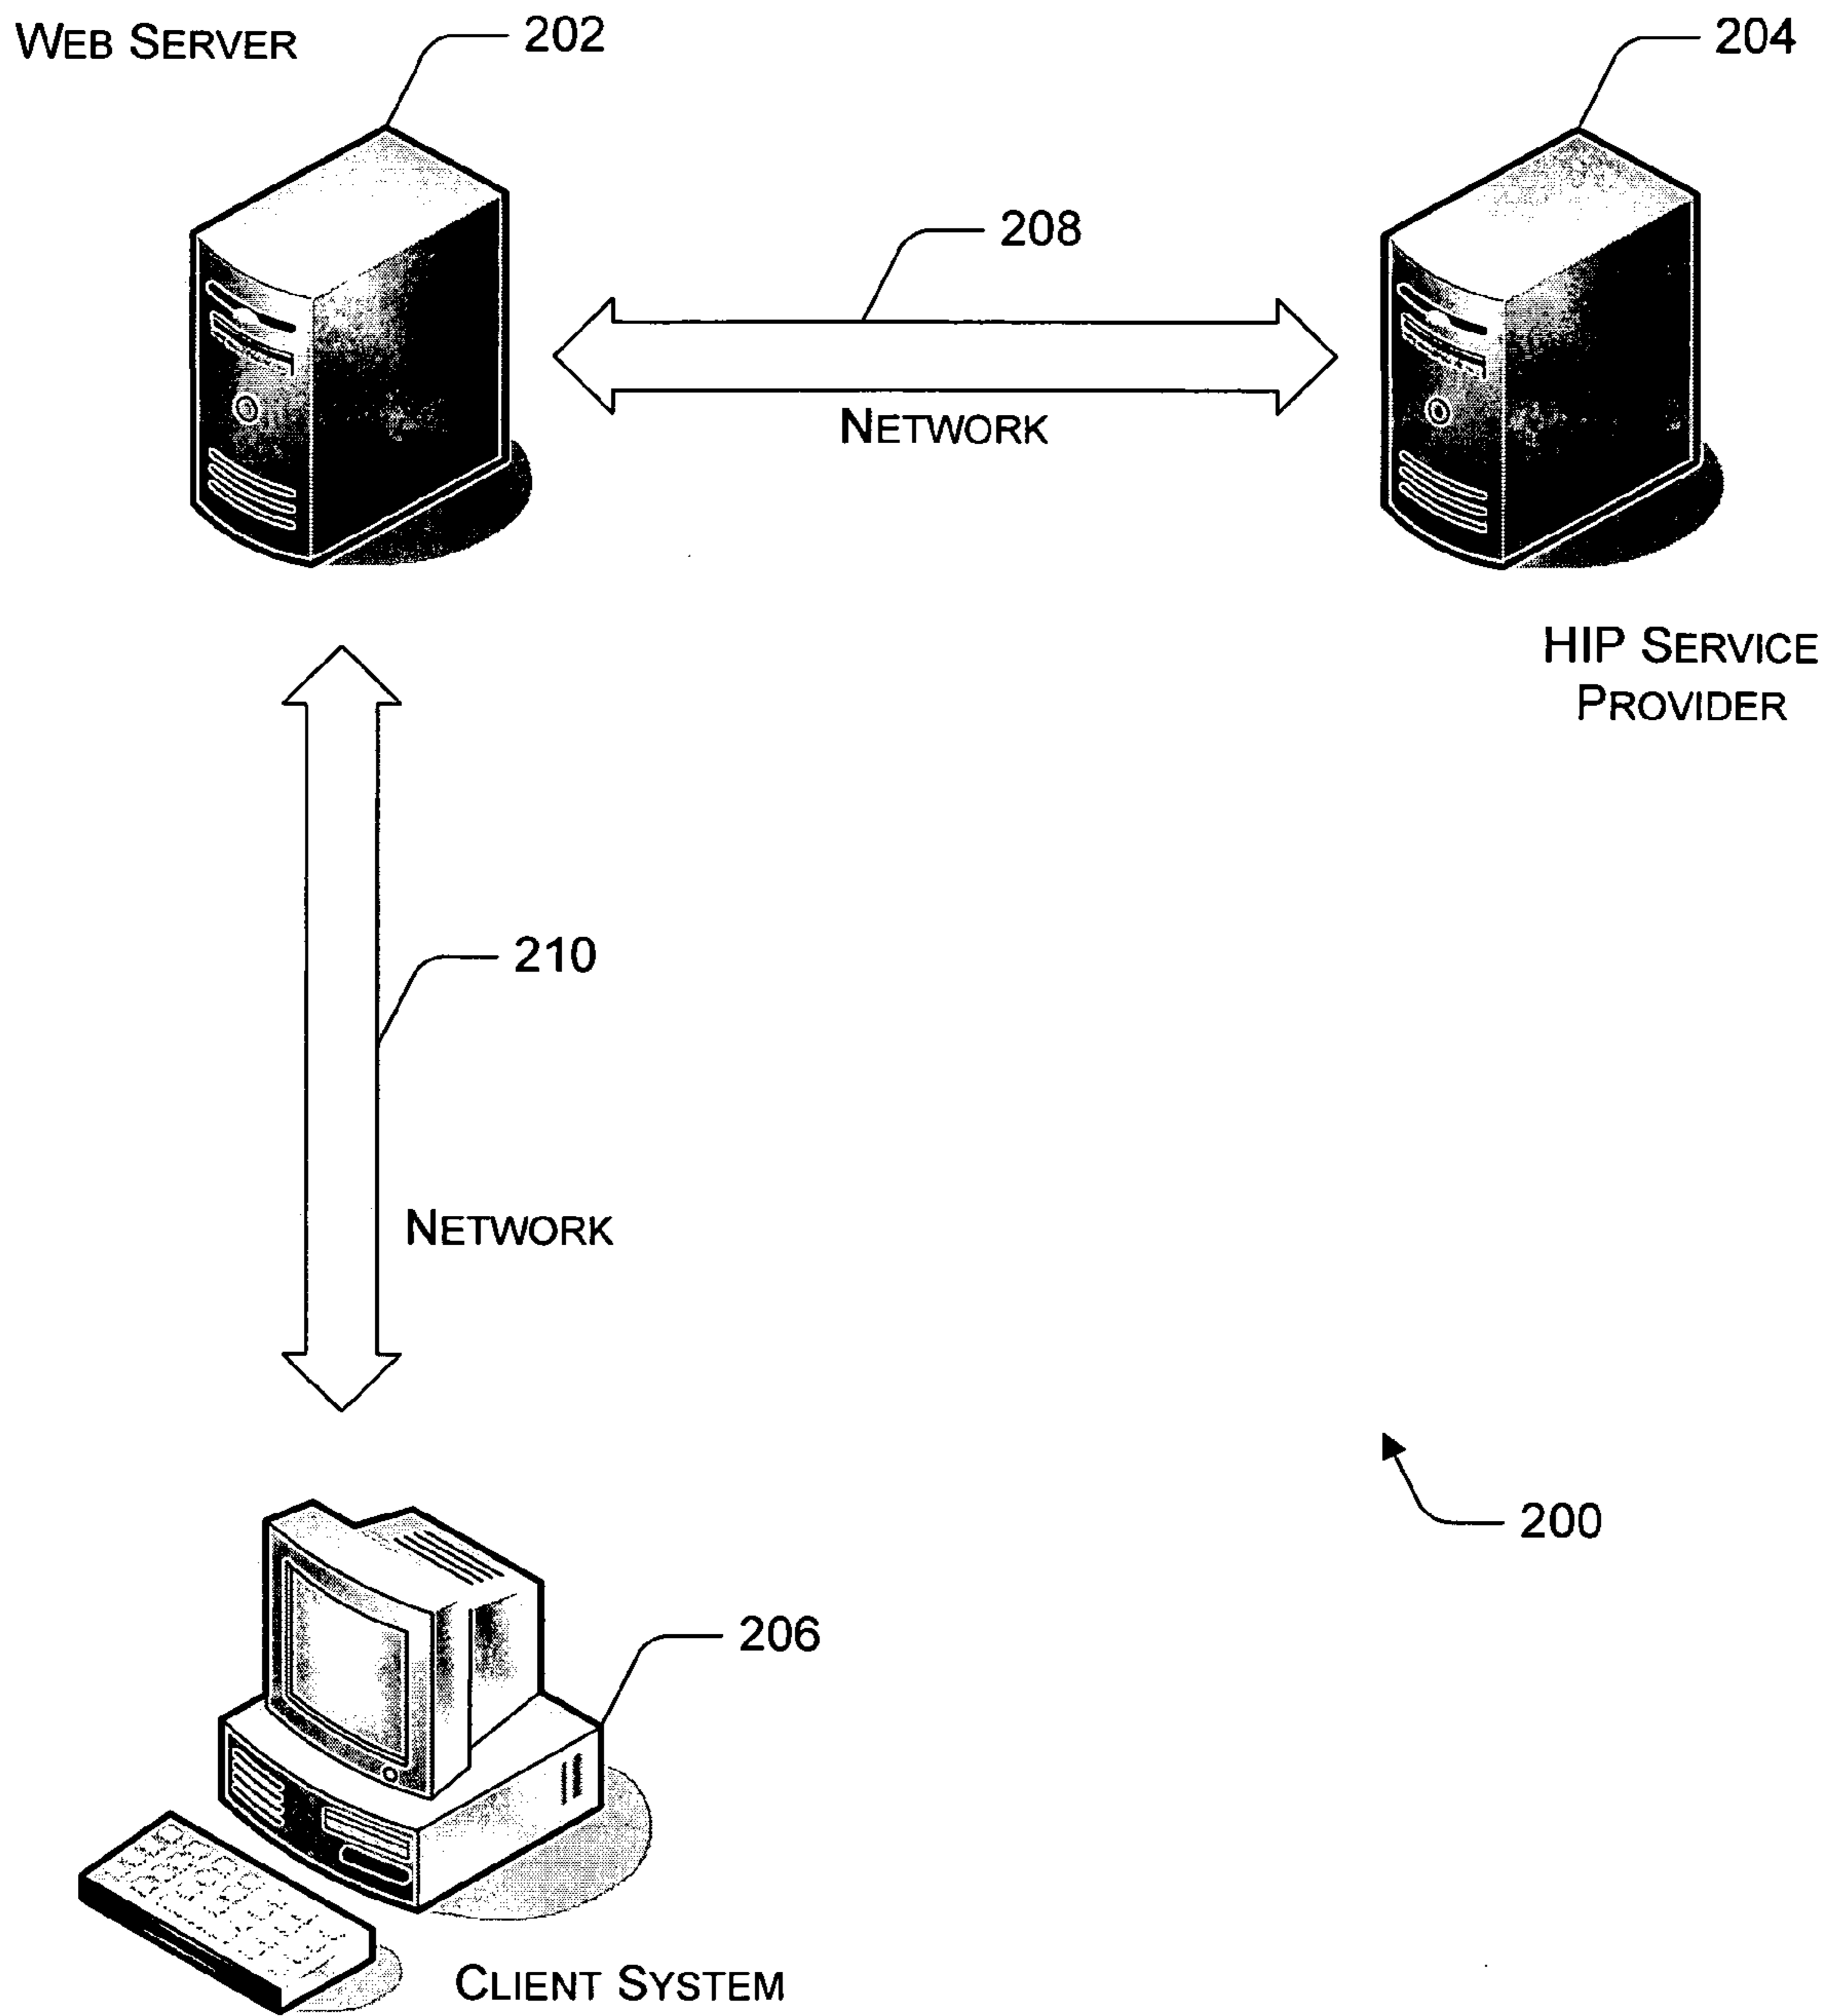 WEB SERVER
202
204
208
NETWORK
HIP SERVICE
PROVIDER
210
NETWORK
200
206
CLIENT SYSTEM